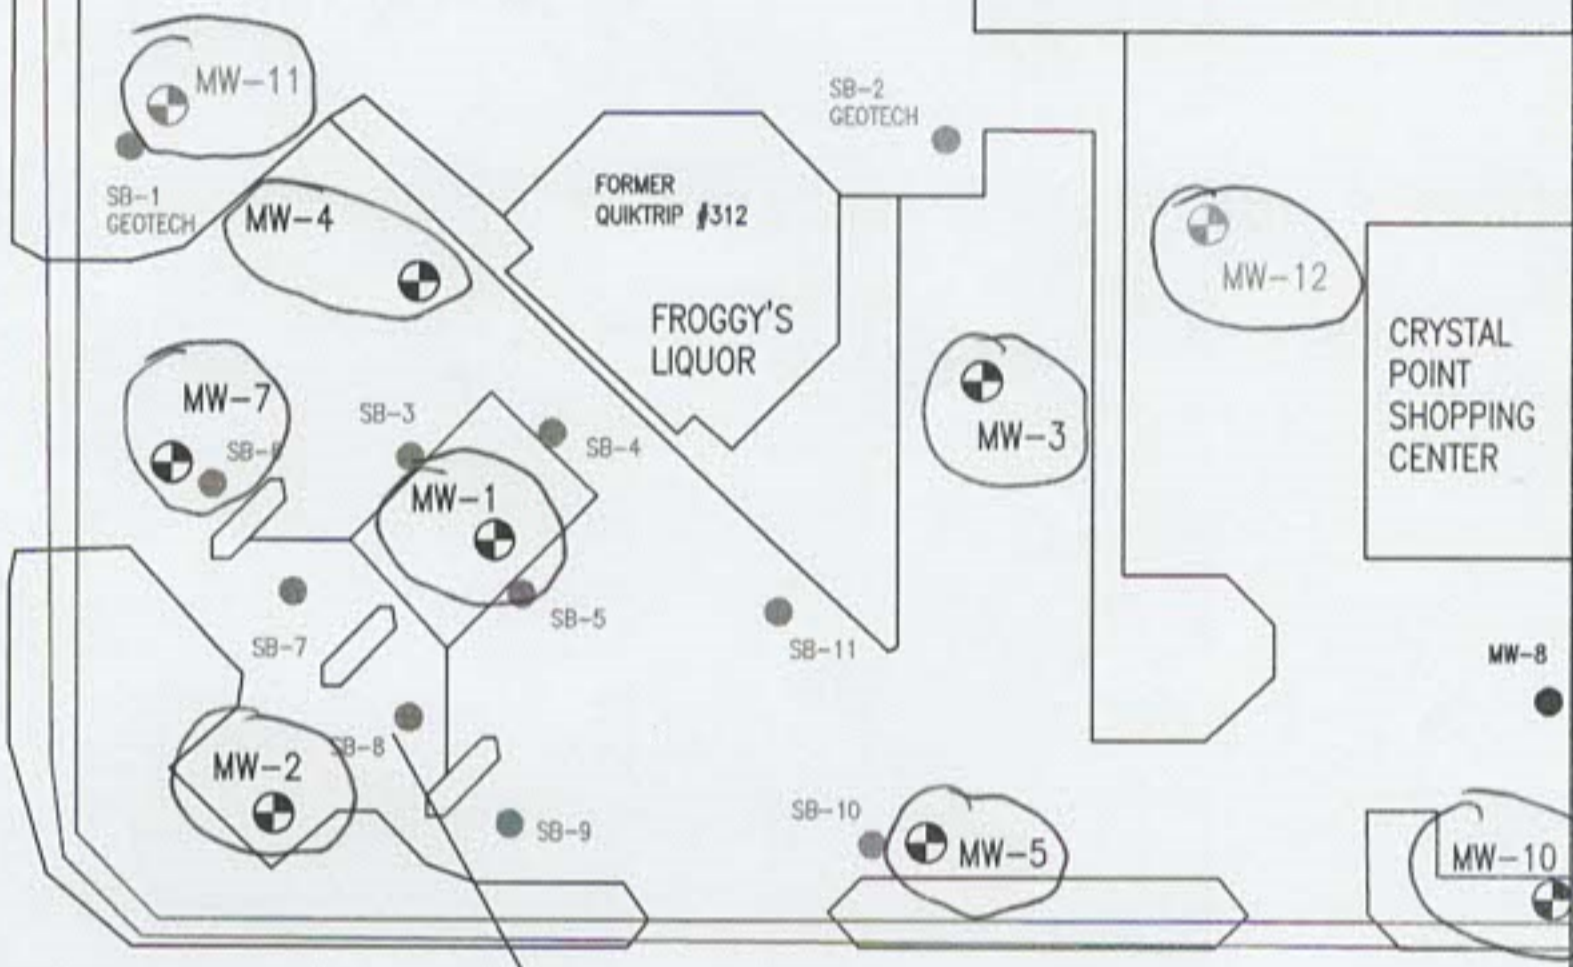 MW-11
SB-2
GEOTECH
SB-1
GEOTECH
MW-4
FORMER
QUIKTRIP #312
MW-12
FROGGY'S
LIQUOR
CRYSTAL
POINT
SHOPPING
CENTER
MW-7
SB-3
SB-4
SB-6
MW-3
MW-1
SB-5
SB-7
SB-11
MW-8
MW-2
SB-8
SB-9
SB-10
MW-5
MW-10